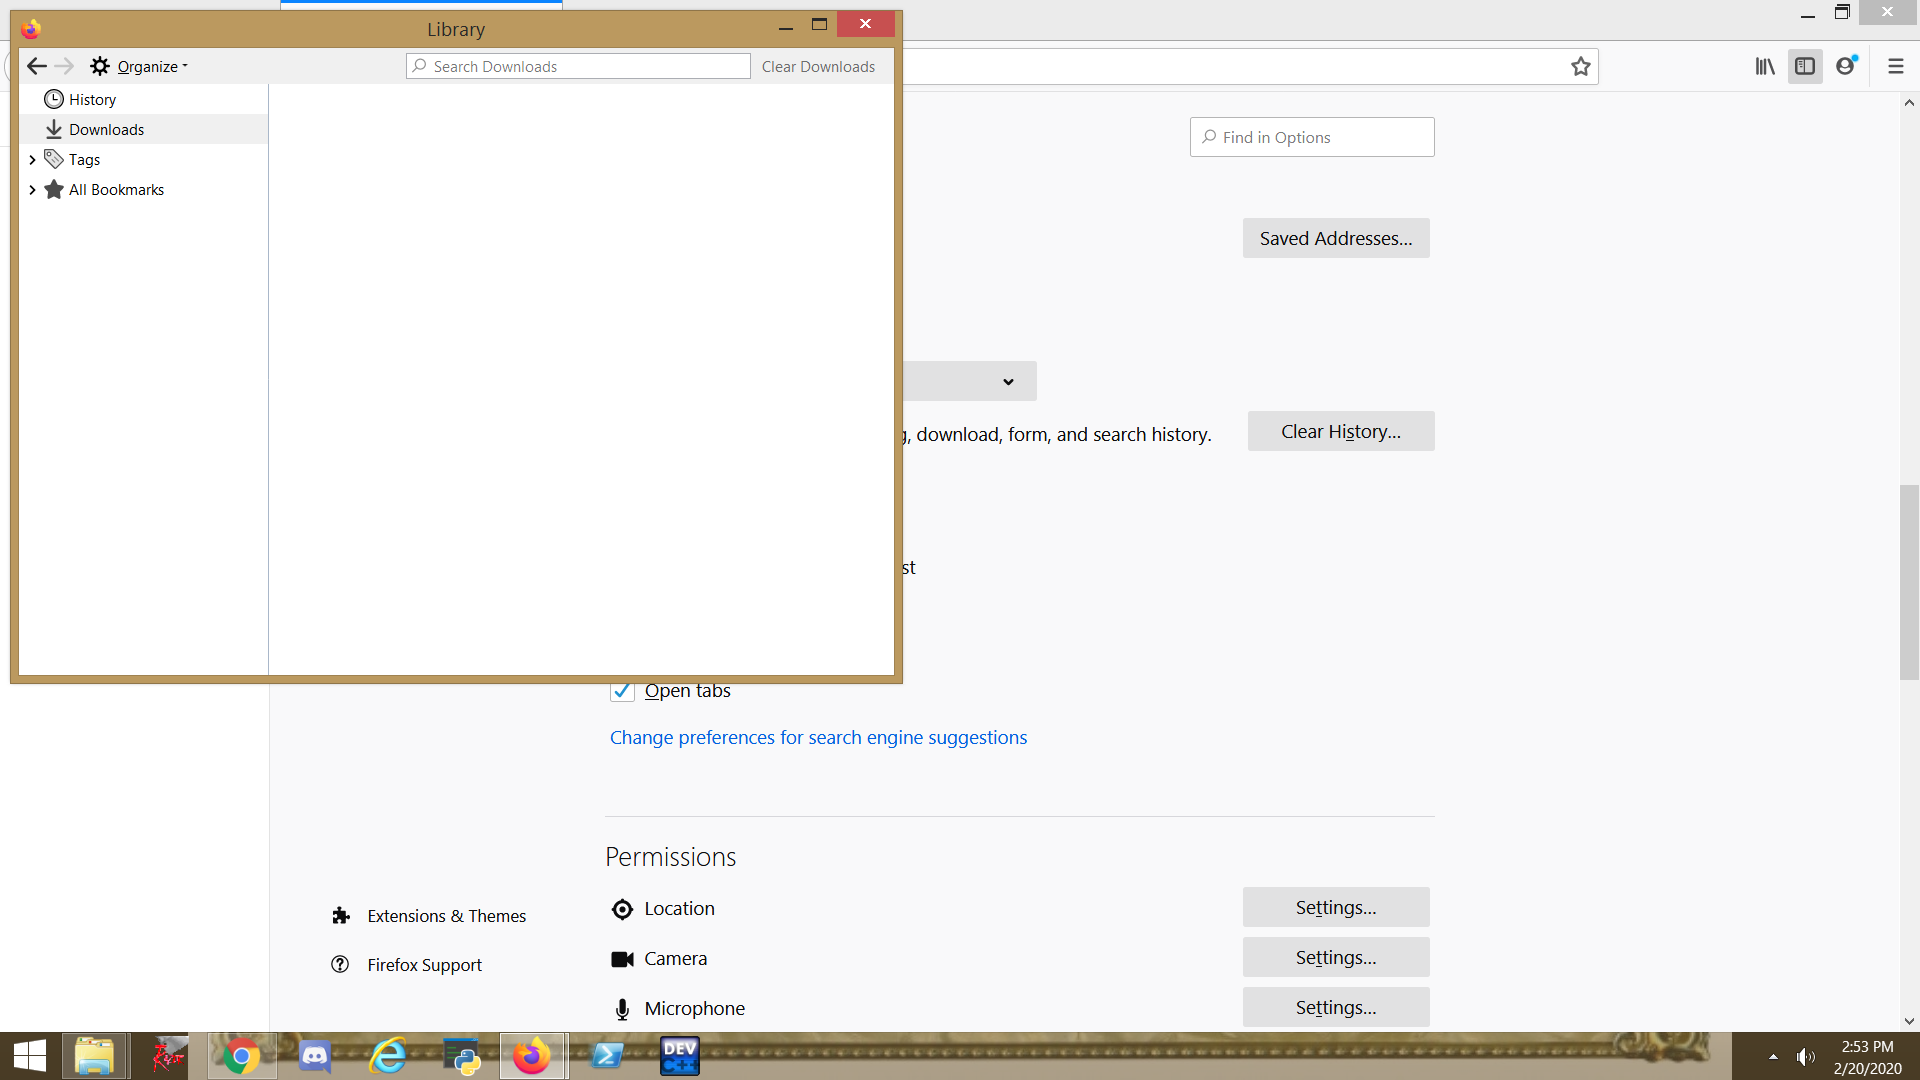 Library
Organize
Search Downloads
Clear Downloads
History
Downloads
Tags
All Bookmarks
Find in Options
Saved Addresses...
, download, form, and search history.
Clear History...
st
Open tabs
Change preferences for search engine suggestions
Permissions
Location
Settings...
Camera
Settings...
Microphone
Settings...
Extensions & Themes
Firefox Support
DEV
C++
2:53 PM
2/20/2020